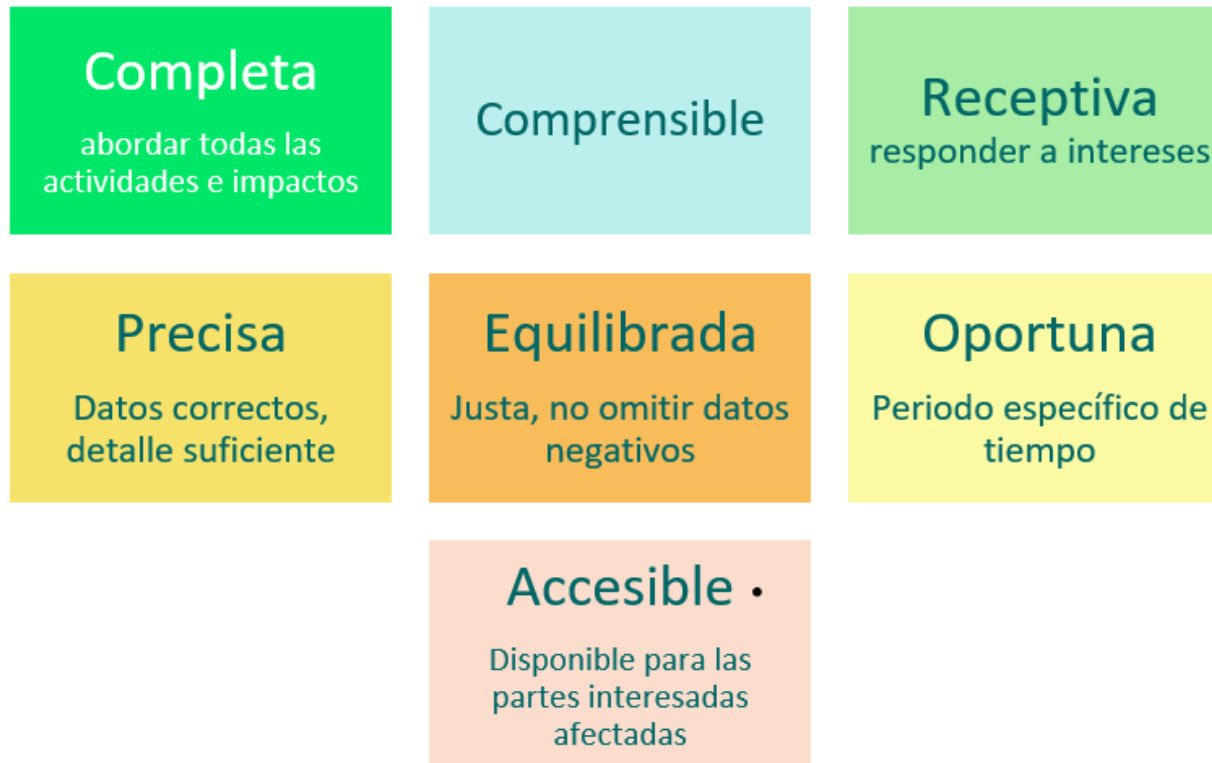 Completa
abordar todas las
actividades e impactos
Comprensible
Receptiva
responder a intereses
Precisa
Datos correctos,
detalle suficiente
Equilibrada
Justa, no omitir datos
negativos
Oportuna
Periodo específico de
tiempo
Accesible
Disponible para las
partes interesadas
afectadas